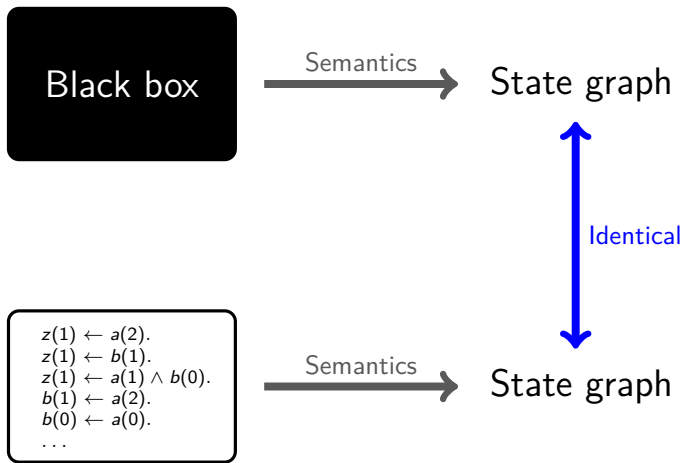 Black box
Semantics
State graph
Identical
z(1) ← a(2).
z(1) ← b(1).
z(1) ← a(1) ∧ b(0).
b(1) ← a(2).
b(0) ← a(0).
. . .
Semantics
State graph